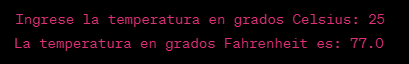 Ingrese la temperatura en grados Celsius: 25
La temperatura en grados Fahrenheit es: 77.0